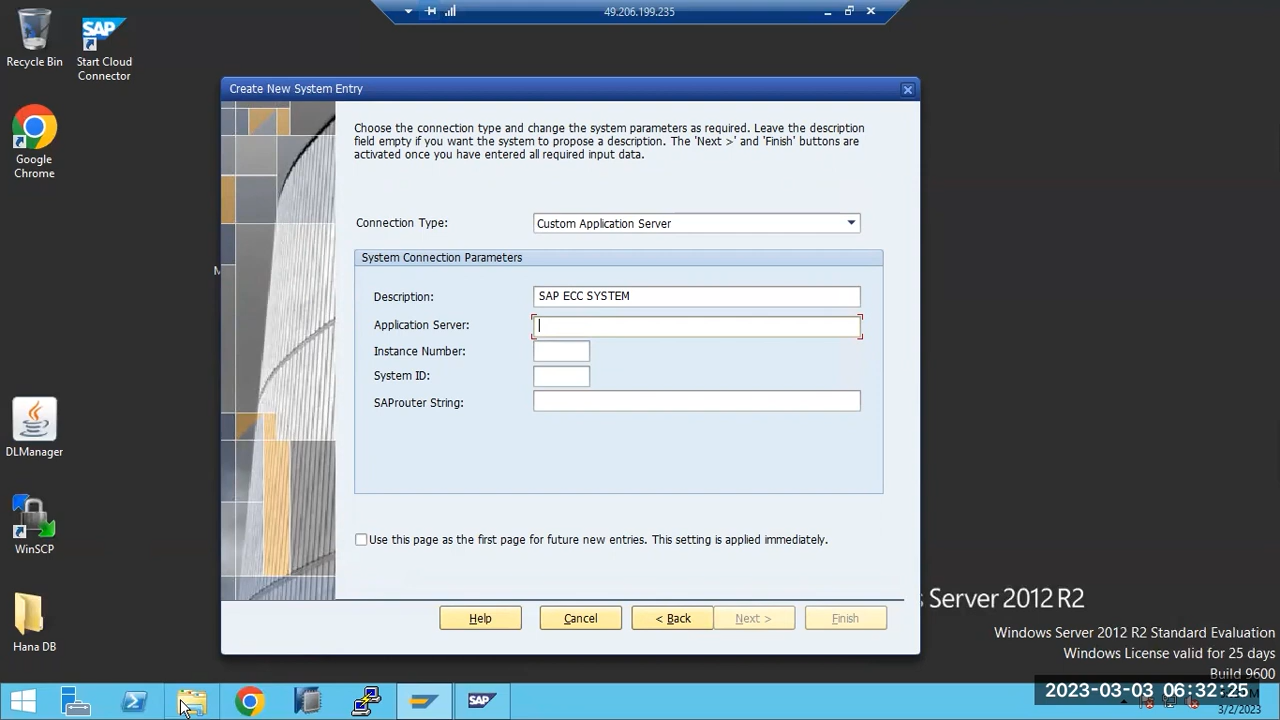 49.206.199.235
Recycle Bin
SAP
Start Cloud
Connector
Google
Chrome
DLManager
WinSCP
Hana DB
Create New System Entry
Choose the connection type and change the system parameters as required. Leave the description
field empty if you want the system to propose a description. The 'Next >' and 'Finish' buttons are
activated once you have entered all required input data.
Connection Type:
Custom Application Server
System Connection Parameters
Description:
SAP ECC SYSTEM
Application Server:
Instance Number:
System ID:
SAProuter String:
Use this page as the first page for future new entries. This setting is applied immediately.
Help
Cancel
< Back
Next >
Finish
M
Server 2012 R2
Windows Server 2012 R2 Standard Evaluation
Windows License valid for 25 days
Build 9600
2023-03-03 06:32:25
3/2/2023
SAP